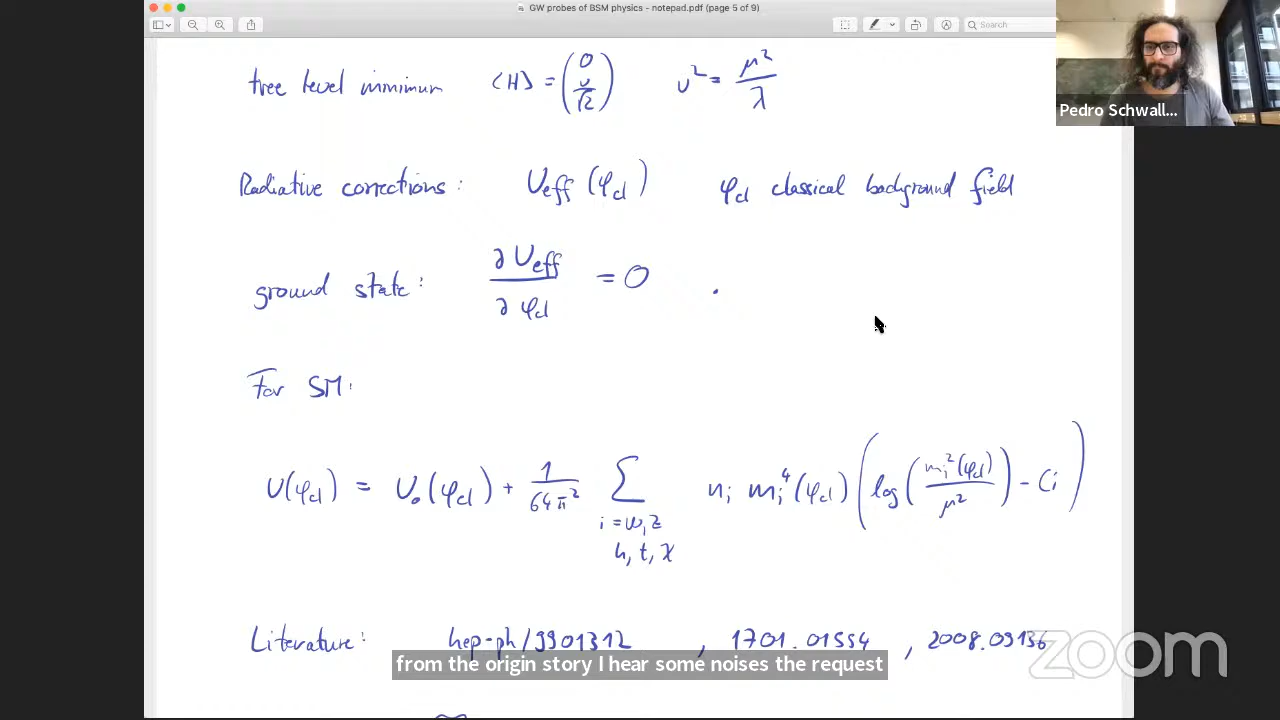 GW probes of BSM physics - notepad.pdf (page 5 of 9)
Search
Pedro Schwall...
tree level minimum ⟨H⟩ = (0 v/√2) v² = μ²/λ
Radiative corrections: Veff (φcl) φcl classical background field
ground state: ∂Veff/∂φcl = 0 .
For SM:
V(φcl) = V₀(φcl) + 1/64π² ∑ i=W,Z h,t,χ nᵢ mᵢ⁴(φcl) (log(mᵢ²(φcl)/μ²) - Cᵢ)
Literature: hep-ph/9901312 , 1701.01554 , 2008.09136
from the origin story I hear some noises the request
zoom